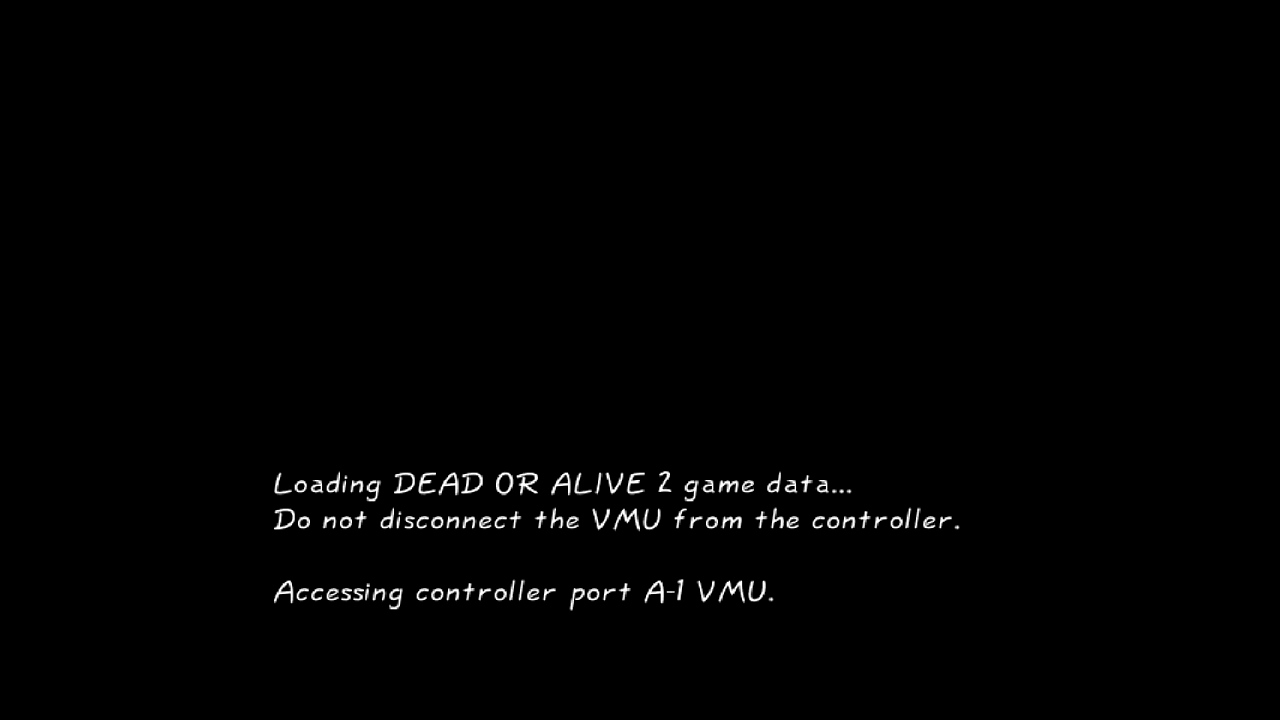 Loading DEAD OR ALIVE 2 game data...
Do not disconnect the VMU from the controller.
Accessing controller port A-1 VMU.